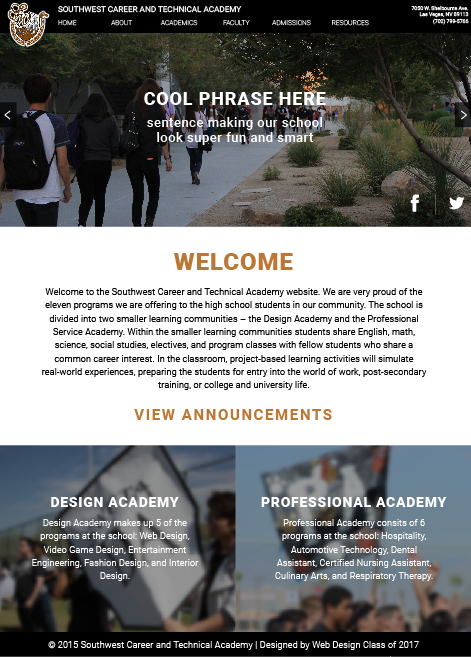 SOUTHWEST CAREER AND TECHNICAL ACADEMY
7050 W. Shelbourne Ave.
Las Vegas, NV 89113
(702) 799-5766
HOME ABOUT ACADEMICS FACULTY ADMISSIONS RESOURCES
COOL PHRASE HERE
sentence making our school
look super fun and smart
WELCOME
Welcome to the Southwest Career and Technical Academy website. We are very proud of the
eleven programs we are offering to the high school students in our community. The school is
divided into two smaller learning communities – the Design Academy and the Professional
Service Academy. Within the smaller learning communities students share English, math,
science, social studies, electives, and program classes with fellow students who share a
common career interest. In the classroom, project-based learning activities will simulate
real-world experiences, preparing the students for entry into the world of work, post-secondary
training, or college and university life.
VIEW ANNOUNCEMENTS
DESIGN ACADEMY
Design Academy makes up 5 of the
programs at the school: Web Design,
Video Game Design, Entertainment
Engineering, Fashion Design, and Interior
Design.
PROFESSIONAL ACADEMY
Professional Academy consits of 6
programs at the school: Hospitality,
Automotive Technology, Dental
Assistant, Certified Nursing Assistant,
Culinary Arts, and Respiratory Therapy.
© 2015 Southwest Career and Technical Academy | Designed by Web Design Class of 2017